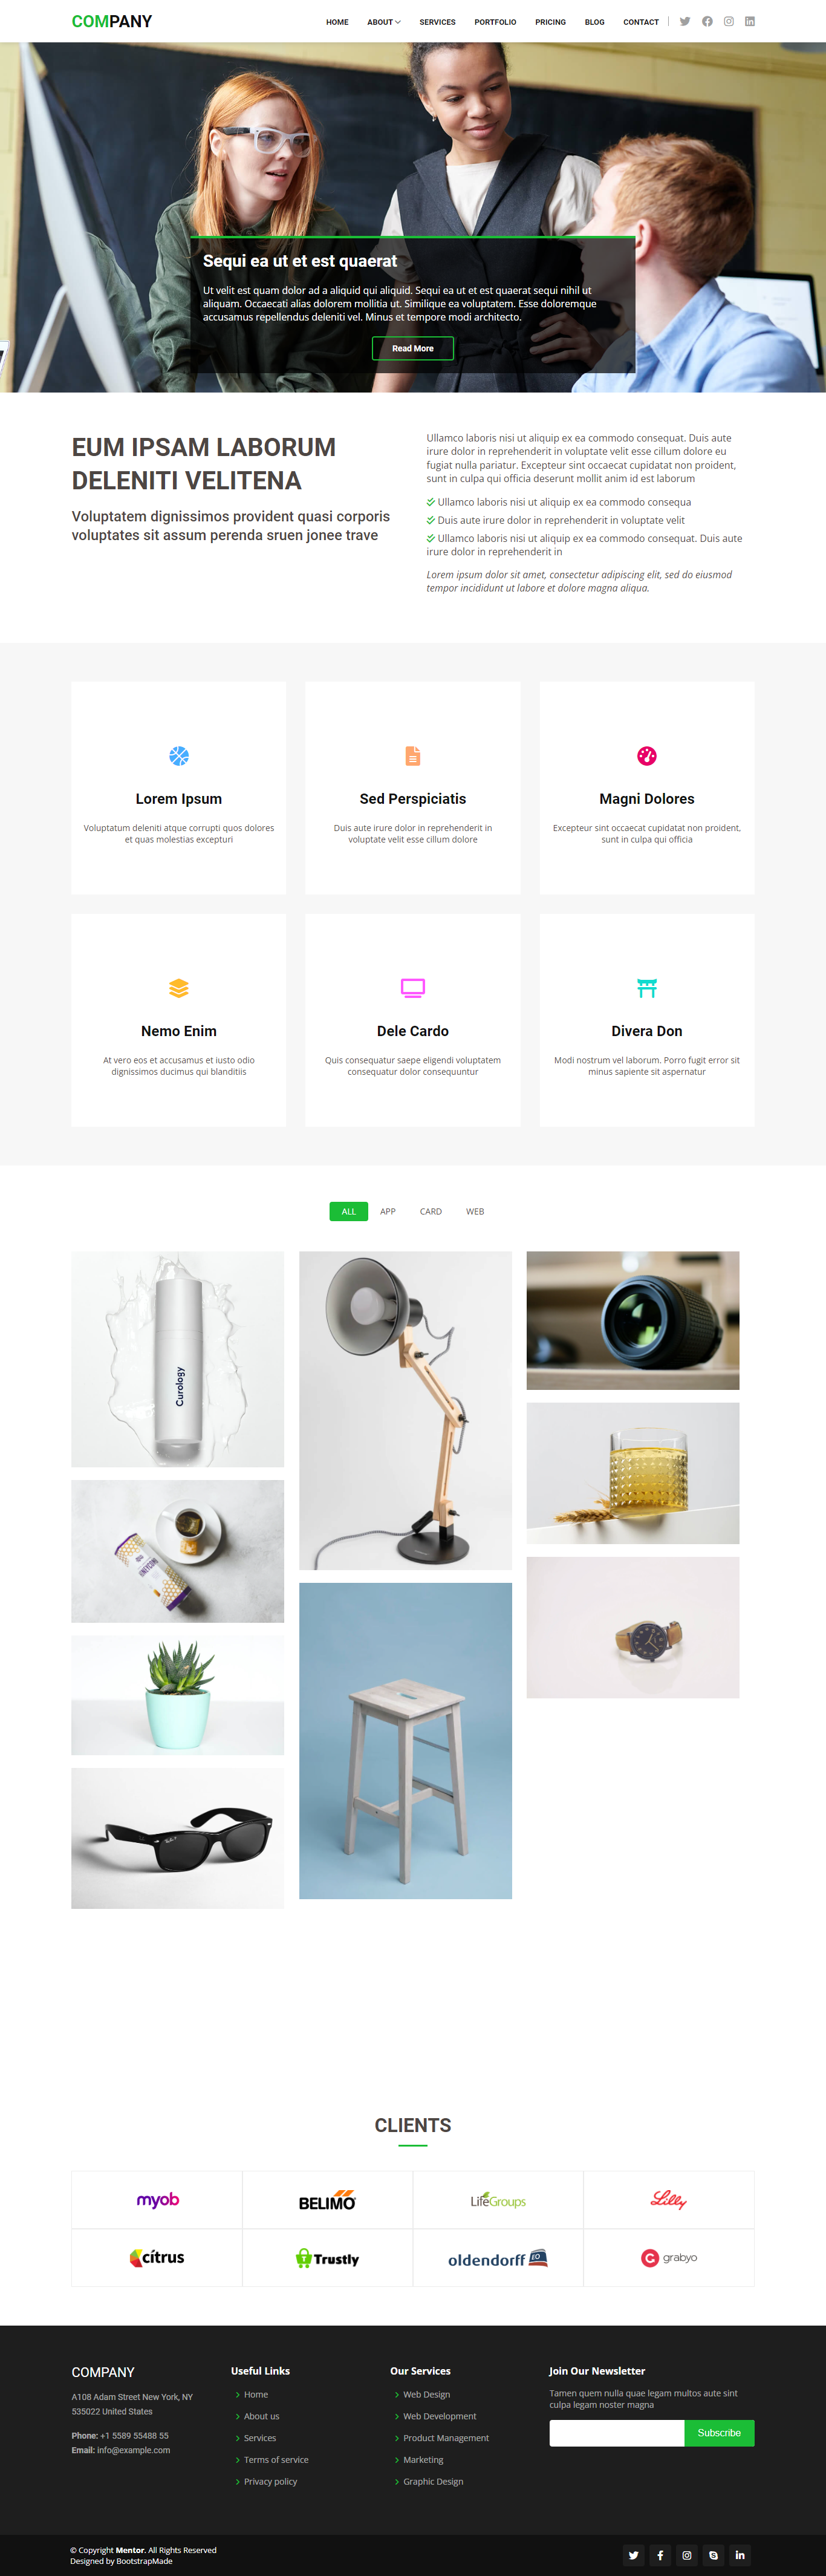 COMPANY
HOME ABOUT SERVICES PORTFOLIO PRICING BLOG CONTACT
Sequi ea ut et est quaerat
Ut velit est quam dolor ad a aliquid qui aliquid. Sequi ea ut et est quaerat sequi nihil ut
aliquam. Occaecati alias dolorem mollitia ut. Similique ea voluptatem. Esse doloremque
accusamus repellendus deleniti vel. Minus et tempore modi architecto.
Read More
EUM IPSAM LABORUM
DELENITI VELITENA
Voluptatem dignissimos provident quasi corporis
voluptates sit assum perenda sruen jonee trave
Ullamco laboris nisi ut aliquip ex ea commodo consequat. Duis aute
irure dolor in reprehenderit in voluptate velit esse cillum dolore eu
fugiat nulla pariatur. Excepteur sint occaecat cupidatat non proident,
sunt in culpa qui officia deserunt mollit anim id est laborum
Ullamco laboris nisi ut aliquip ex ea commodo consequa
Duis aute irure dolor in reprehenderit in voluptate velit
Ullamco laboris nisi ut aliquip ex ea commodo consequat. Duis aute
irure dolor in reprehenderit in
Lorem ipsum dolor sit amet, consectetur adipiscing elit, sed do eiusmod
tempor incididunt ut labore et dolore magna aliqua.
Lorem Ipsum
Voluptatum deleniti atque corrupti quos dolores
et quas molestias excepturi
Sed Perspiciatis
Duis aute irure dolor in reprehenderit in
voluptate velit esse cillum dolore
Magni Dolores
Excepteur sint occaecat cupidatat non proident,
sunt in culpa qui officia
Nemo Enim
At vero eos et accusamus et iusto odio
dignissimos ducimus qui blanditiis
Dele Cardo
Quis consequatur saepe eligendi voluptatem
consequatur dolor consequuntur
Divera Don
Modi nostrum vel laborum. Porro fugit error sit
minus sapiente sit aspernatur
ALL APP CARD WEB
Curology
CLIENTS
myob
BELIMO
LifeGroups
Lilly
citrus
Trustly
oldendorff EO
grabyo
COMPANY
A108 Adam Street New York, NY
535022 United States
Phone: +1 5589 55488 55
Email: info@example.com
Useful Links
Home
About us
Services
Terms of service
Privacy policy
Our Services
Web Design
Web Development
Product Management
Marketing
Graphic Design
Join Our Newsletter
Tamen quem nulla quae legam multos aute sint
culpa legam noster magna
Subscribe
© Copyright Mentor. All Rights Reserved
Designed by BootstrapMade